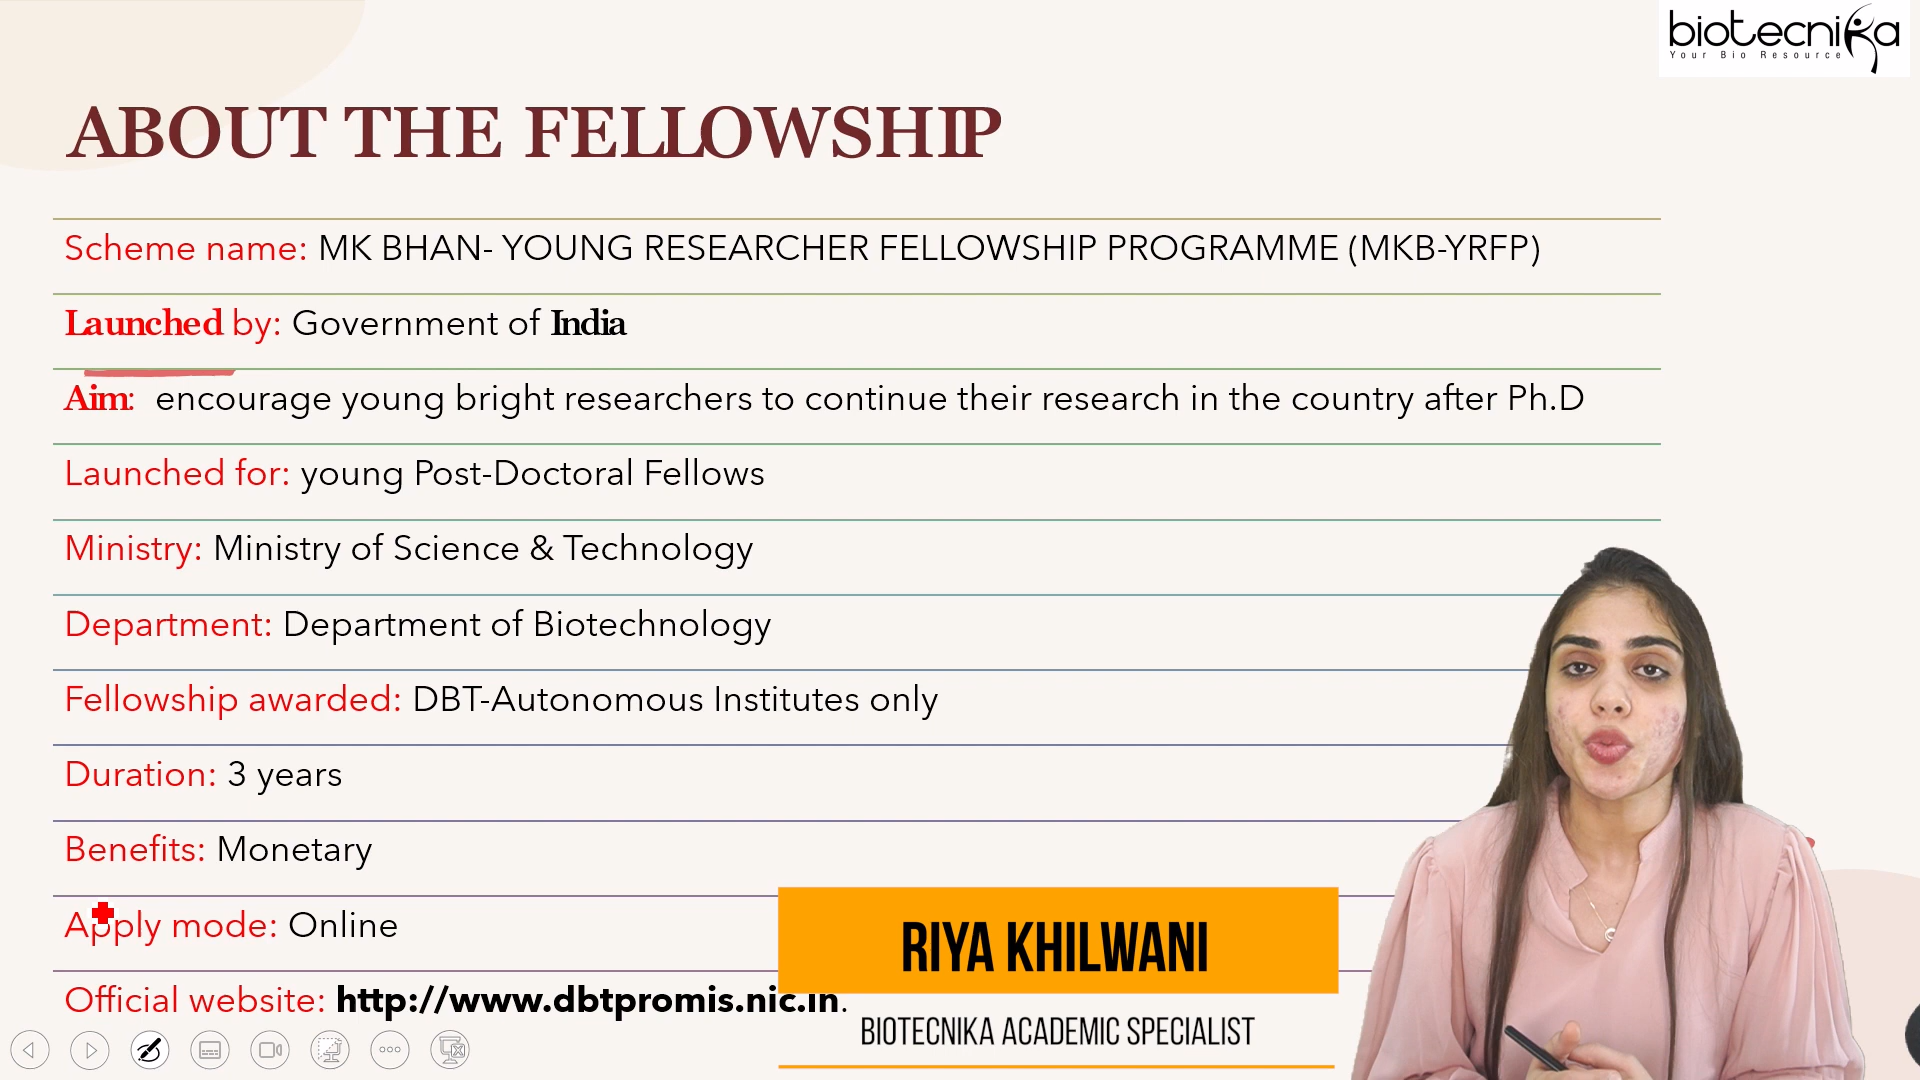 biotecnika
Your Bio Resource
ABOUT THE FELLOWSHIP
Scheme name: MK BHAN- YOUNG RESEARCHER FELLOWSHIP PROGRAMME (MKB-YRFP)
Launched by: Government of India
Aim: encourage young bright researchers to continue their research in the country after Ph.D
Launched for: young Post-Doctoral Fellows
Ministry: Ministry of Science & Technology
Department: Department of Biotechnology
Fellowship awarded: DBT-Autonomous Institutes only
Duration: 3 years
Benefits: Monetary
Apply mode: Online
Official website: http://www.dbtpromis.nic.in.
RIYA KHILWANI
BIOTECNIKA ACADEMIC SPECIALIST